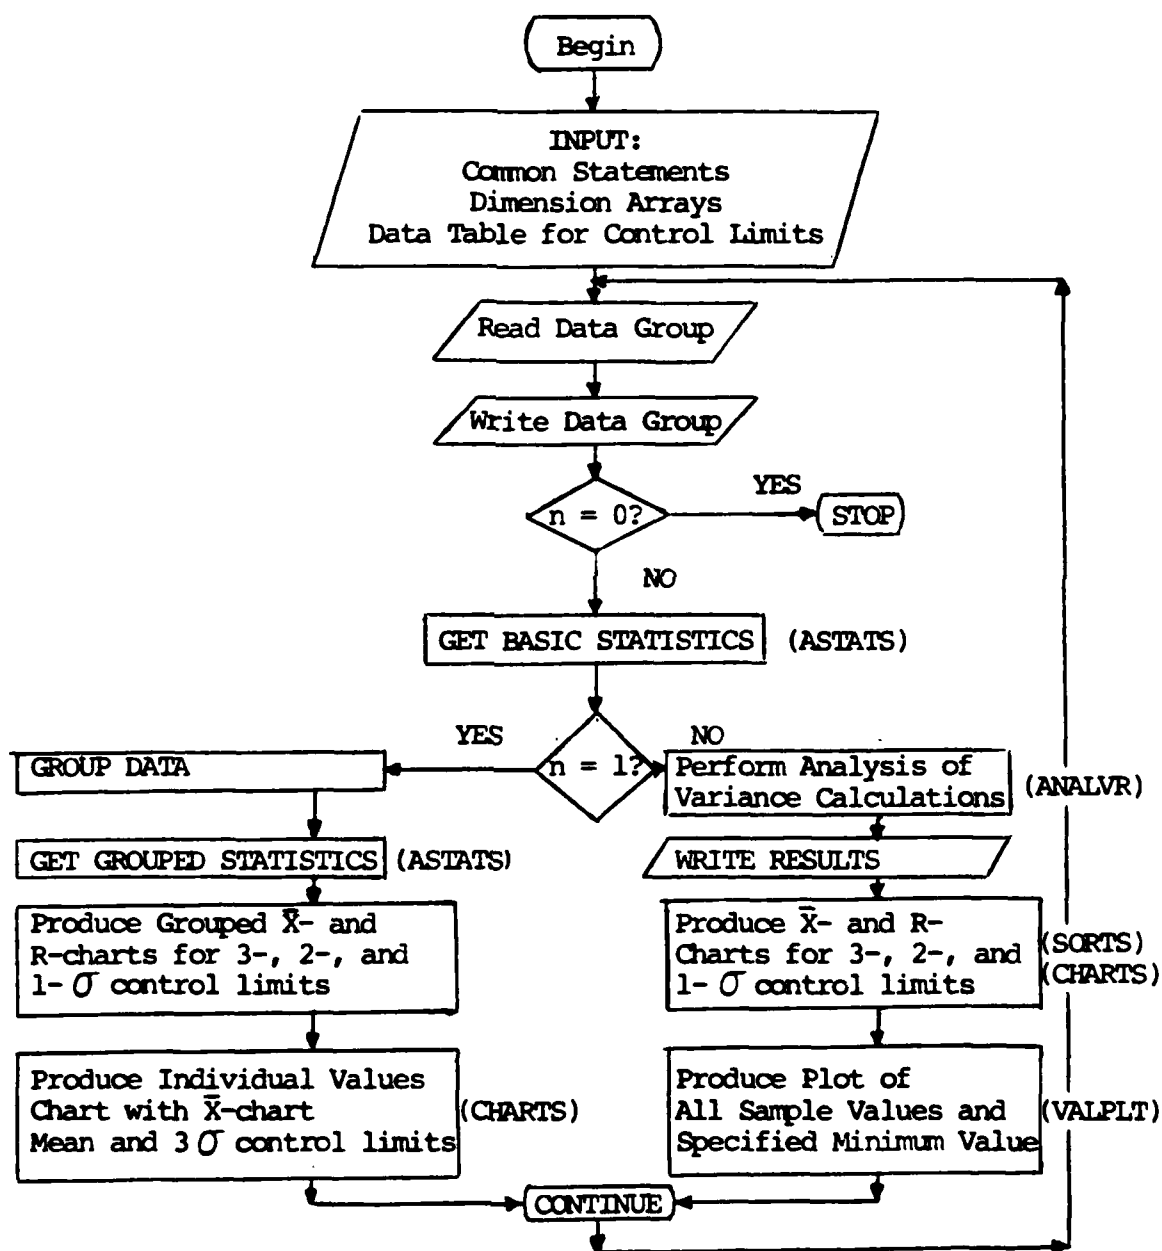 Begin
INPUT:
Common Statements
Dimension Arrays
Data Table for Control Limits
Read Data Group
Write Data Group
n = 0?
YES
STOP
NO
GET BASIC STATISTICS
(ASTATS)
n = 1?
YES
NO
GROUP DATA
Perform Analysis of
Variance Calculations
(ANALVR)
GET GROUPED STATISTICS
(ASTATS)
WRITE RESULTS
Produce Grouped X̄- and
R-charts for 3-, 2-, and
1- σ control limits
Produce X̄- and R-
Charts for 3-, 2-, and
1- σ control limits
(SORTS)
(CHARTS)
Produce Individual Values
Chart with X̄-chart
Mean and 3 σ control limits
(CHARTS)
Produce Plot of
All Sample Values and
Specified Minimum Value
(VALPLT)
CONTINUE